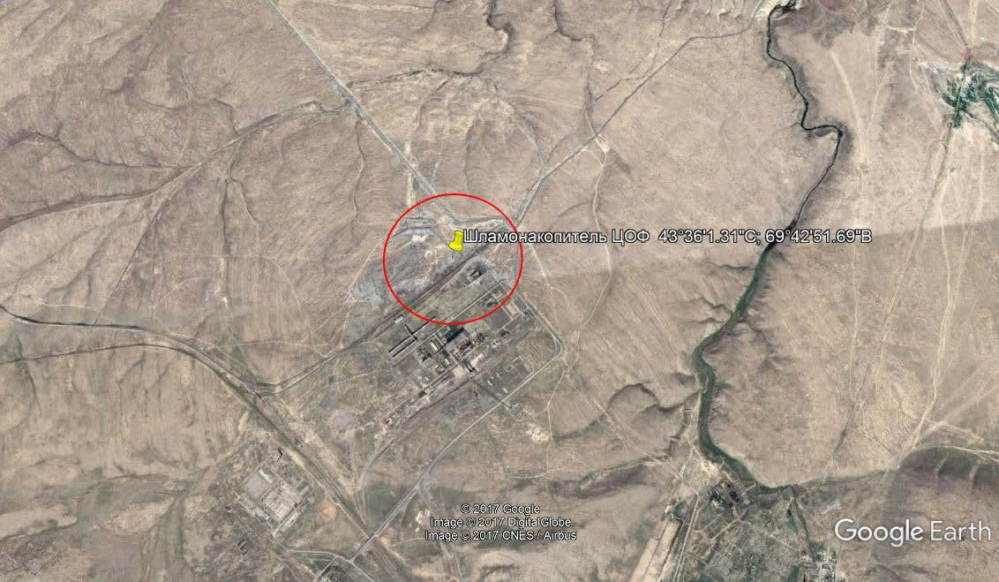 Шламонакопитель ЦОФ 43°36'1.31"С; 69°42'51.69"В
© 2017 Google
Image © 2017 DigitalGlobe
Image © 2017 CNES / Airbus
Google Earth